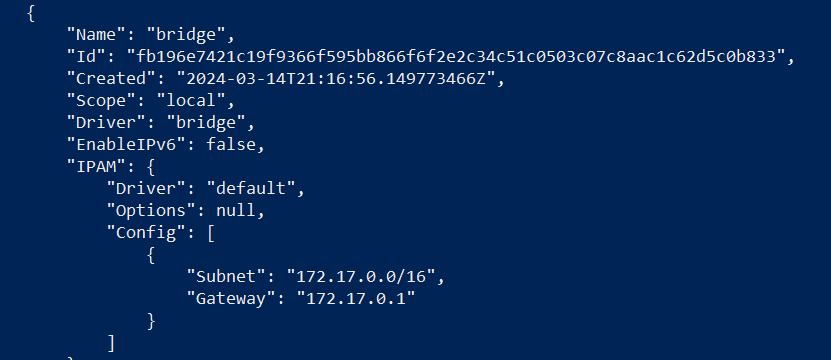 {
"Name": "bridge",
"Id": "fb196e7421c19f9366f595bb866f6f2e2c34c51c0503c07c8aac1c62d5c0b833",
"Created": "2024-03-14T21:16:56.149773466Z",
"Scope": "local",
"Driver": "bridge",
"EnableIPv6": false,
"IPAM": {
"Driver": "default",
"Options": null,
"Config": [
{
"Subnet": "172.17.0.0/16",
"Gateway": "172.17.0.1"
}
]